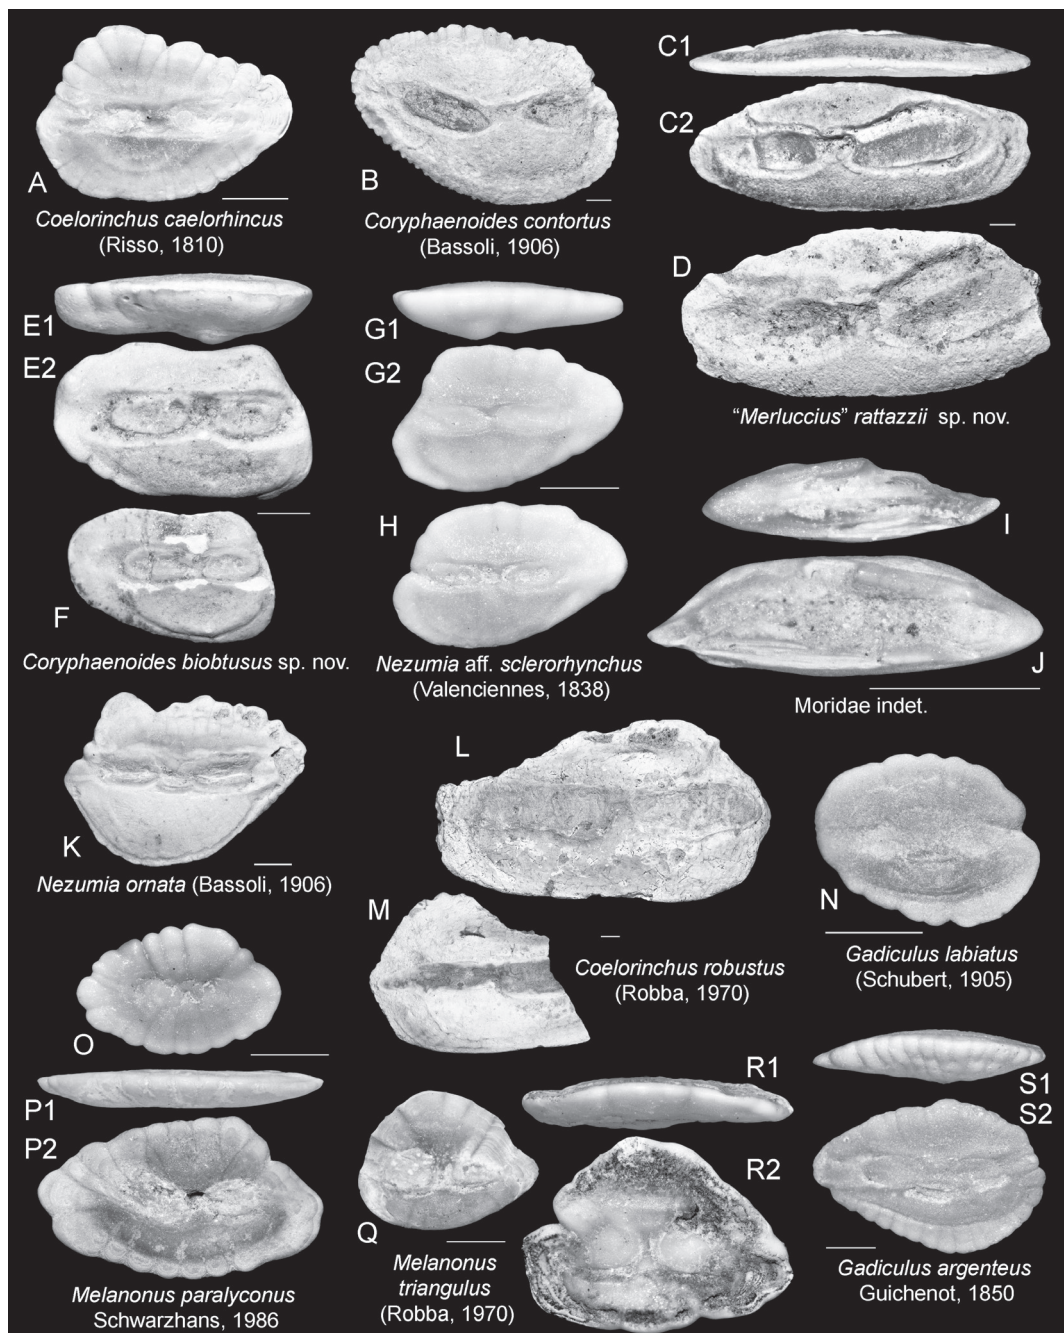 A
Coelorinchus caelorhincus
(Risso, 1810)
B
Coryphaenoides contortus
(Bassoli, 1906)
C1
C2
D
"Merluccius" rattazzii sp. nov.
E1
E2
F
Coryphaenoides biobtusus sp. nov.
G1
G2
H
Nezumia aff. sclerorhynchus
(Valenciennes, 1838)
I
J
Moridae indet.
K
Nezumia ornata (Bassoli, 1906)
L
M
Coelorinchus robustus
(Robba, 1970)
N
Gadiculus labiatus
(Schubert, 1905)
O
P1
P2
Melanonus paralyconus
Schwarzhans, 1986
Q
Melanonus
triangulus
(Robba, 1970)
R1
R2
S1
S2
Gadiculus argenteus
Guichenot, 1850